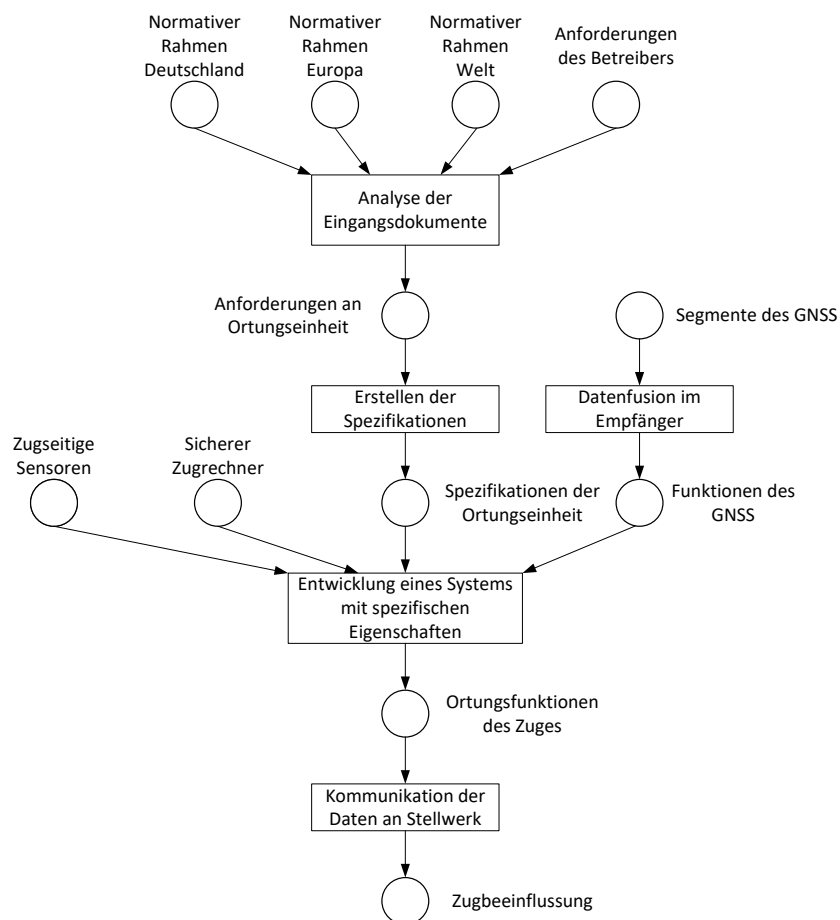 Normativer
Rahmen
Deutschland
Normativer
Rahmen
Europa
Normativer
Rahmen
Welt
Anforderungen
des Betreibers
Analyse der
Eingangsdokumente
Anforderungen an
Ortungseinheit
Segmente des GNSS
Erstellen der
Spezifikationen
Datenfusion im
Empfänger
Zugseitige
Sensoren
Sicherer
Zugrechner
Spezifikationen der
Ortungseinheit
Funktionen des
GNSS
Entwicklung eines Systems
mit spezifischen
Eigenschaften
Ortungsfunktionen
des Zuges
Kommunikation der
Daten an Stellwerk
Zugbeeinflussung